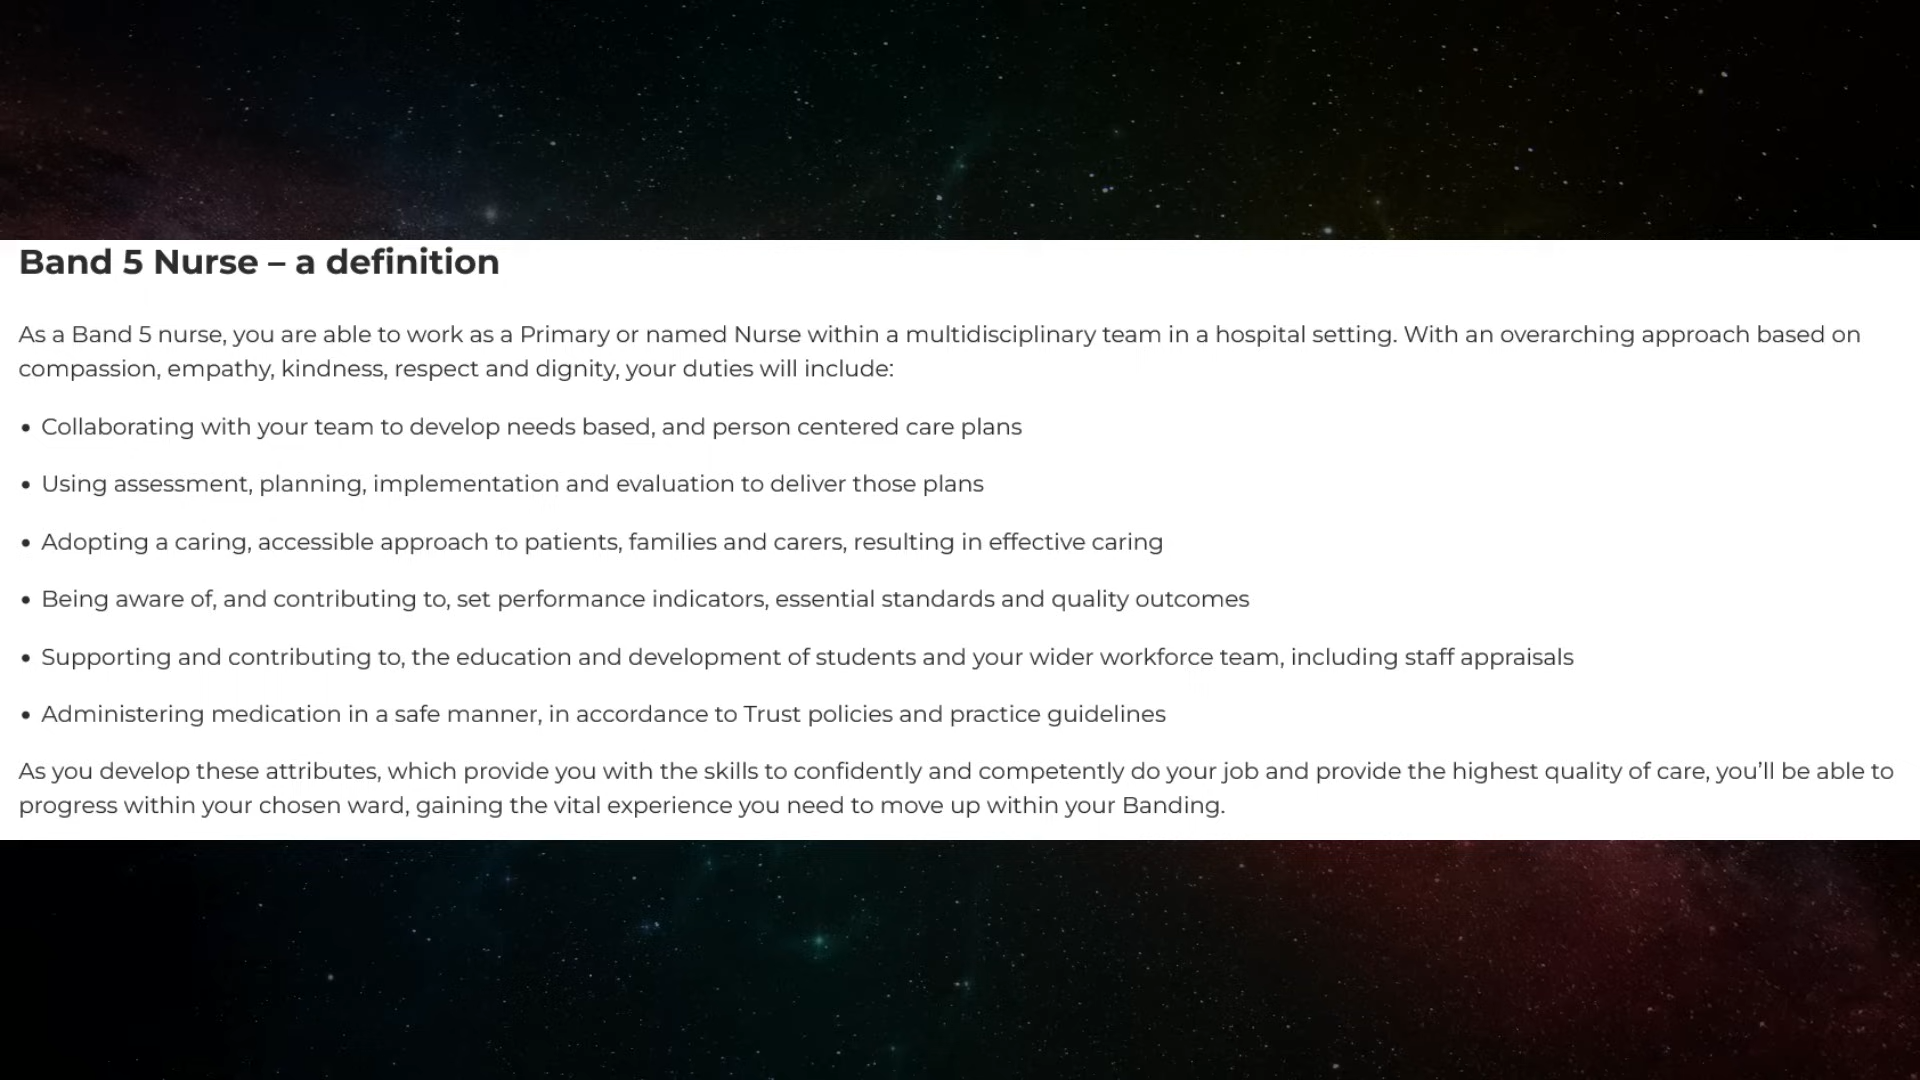 Band 5 Nurse – a definition
As a Band 5 nurse, you are able to work as a Primary or named Nurse within a multidisciplinary team in a hospital setting. With an overarching approach based on
compassion, empathy, kindness, respect and dignity, your duties will include:
• Collaborating with your team to develop needs based, and person centered care plans
• Using assessment, planning, implementation and evaluation to deliver those plans
• Adopting a caring, accessible approach to patients, families and carers, resulting in effective caring
• Being aware of, and contributing to, set performance indicators, essential standards and quality outcomes
• Supporting and contributing to, the education and development of students and your wider workforce team, including staff appraisals
• Administering medication in a safe manner, in accordance to Trust policies and practice guidelines
As you develop these attributes, which provide you with the skills to confidently and competently do your job and provide the highest quality of care, you’ll be able to
progress within your chosen ward, gaining the vital experience you need to move up within your Banding.